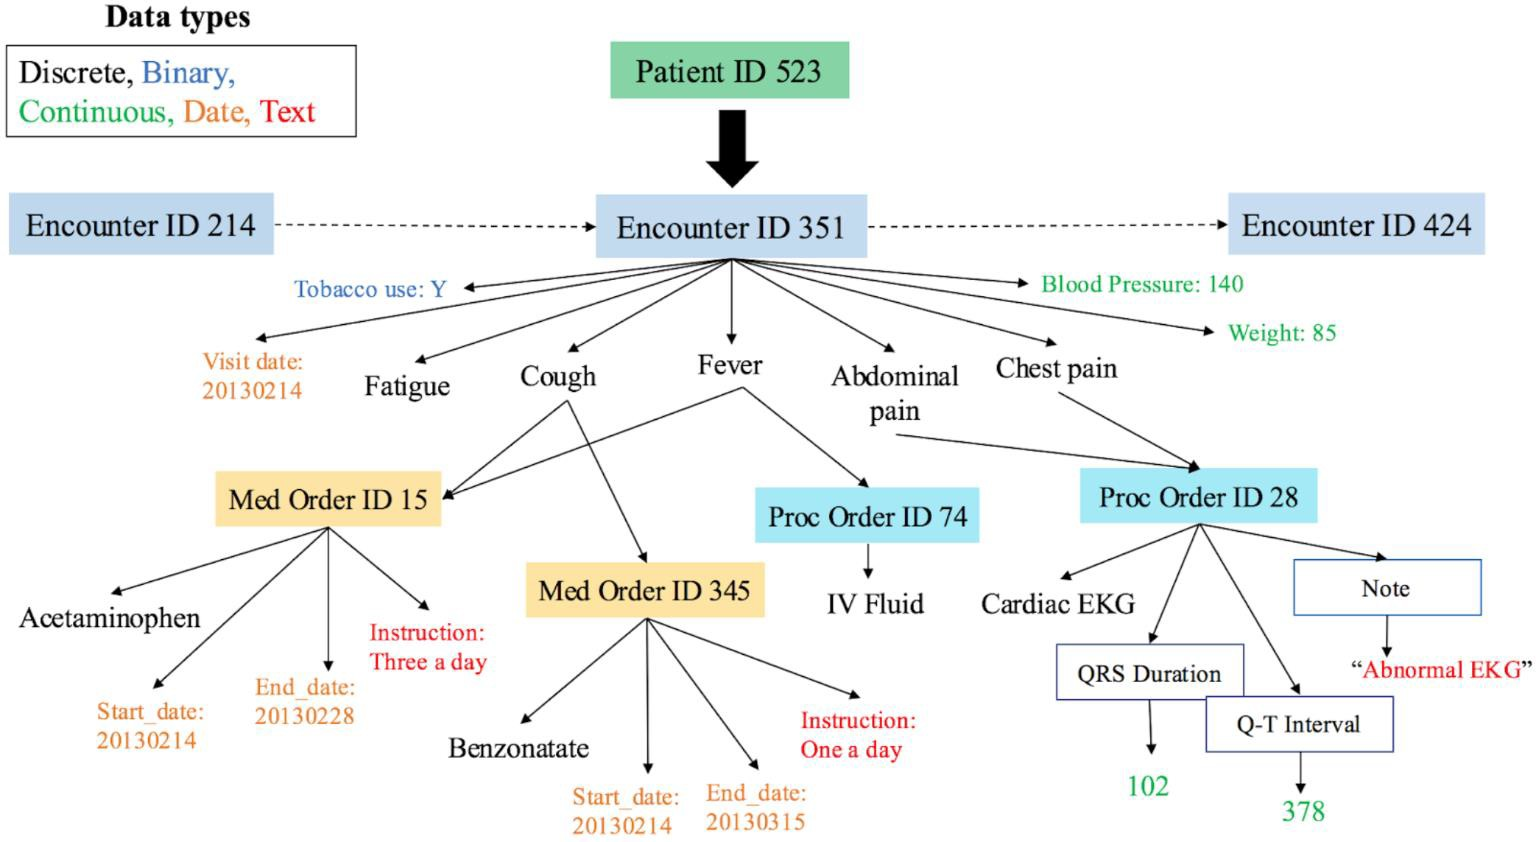 Data types
Discrete, Binary,
Continuous, Date, Text
Patient ID 523
Encounter ID 214
Encounter ID 351
Encounter ID 424
Tobacco use: Y
Blood Pressure: 140
Weight: 85
Visit date:
20130214
Fatigue
Cough
Fever
Abdominal
pain
Chest pain
Med Order ID 15
Proc Order ID 74
Proc Order ID 28
Med Order ID 345
Acetaminophen
Start_date:
20130214
End_date:
20130228
Instruction:
Three a day
Benzonatate
Start_date:
20130214
End_date:
20130315
Instruction:
One a day
IV Fluid
Cardiac EKG
QRS Duration
102
Q-T Interval
378
Note
“Abnormal EKG”